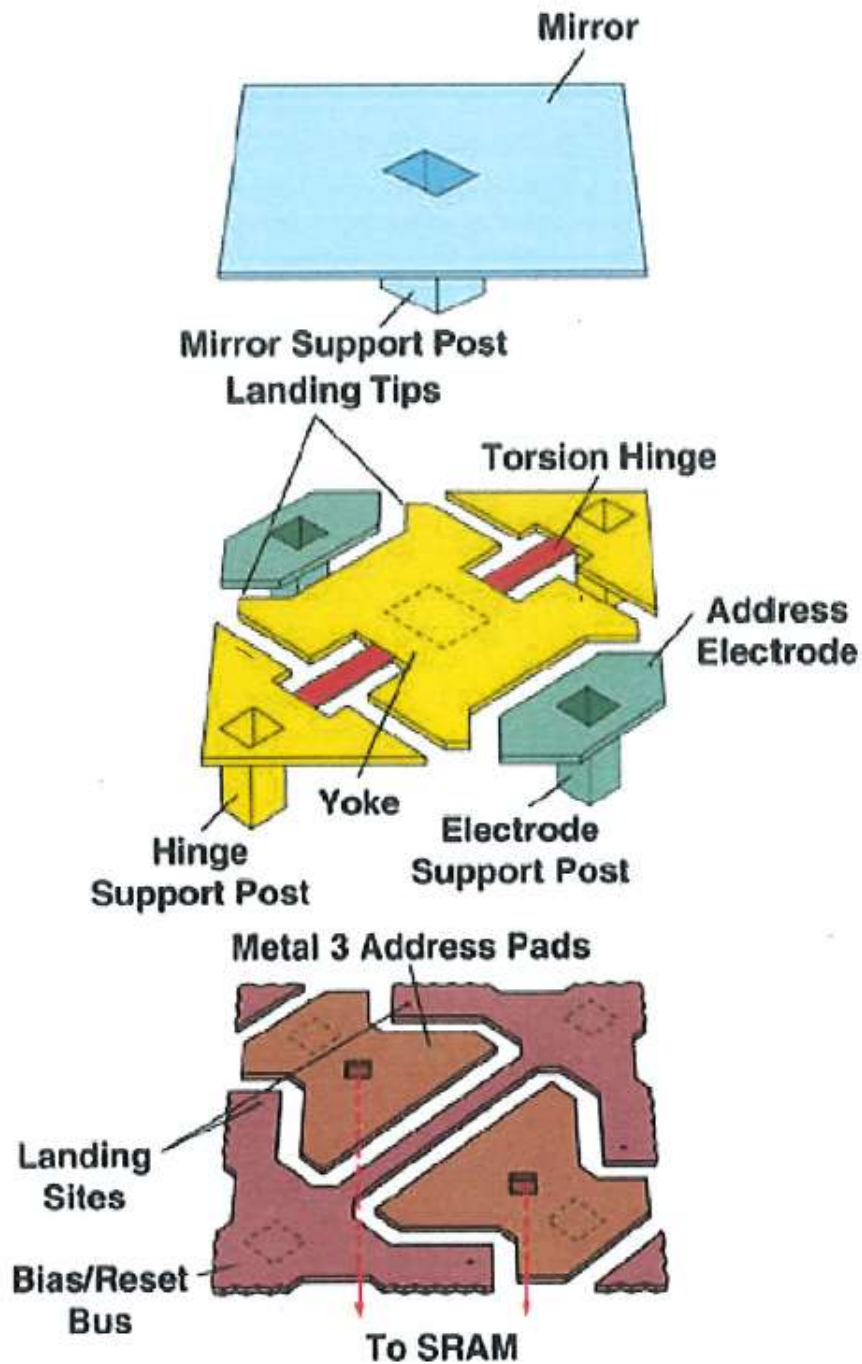 Mirror
Mirror Support Post
Landing Tips
Torsion Hinge
Address
Electrode
Yoke
Hinge
Support Post
Electrode
Support Post
Metal 3 Address Pads
Landing
Sites
Bias/Reset
Bus
To SRAM